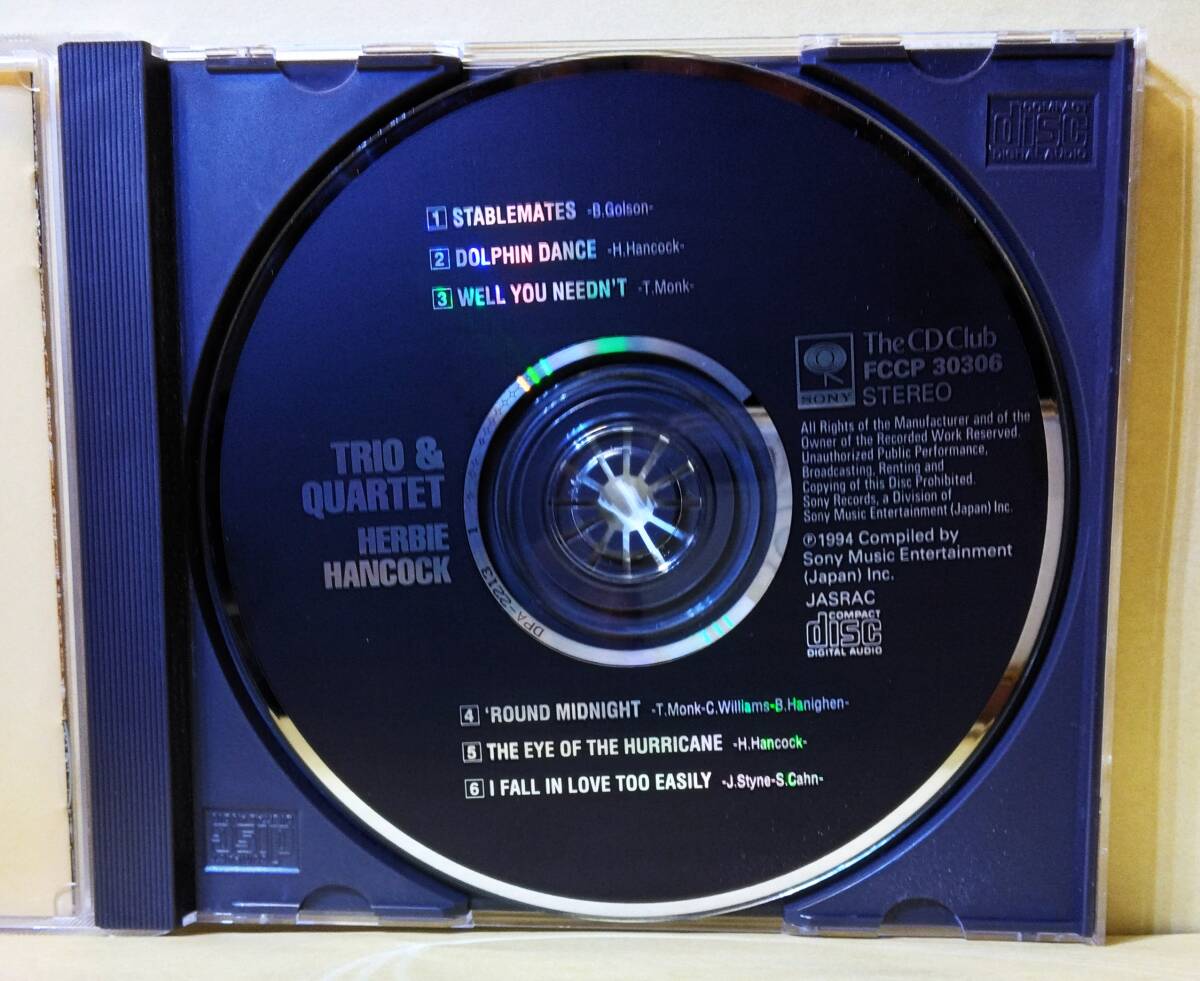 1 STABLEMATES -B.Golson-
2 DOLPHIN DANCE -H.Hancock-
3 WELL YOU NEEDN'T -T.Monk-
TRIO &
QUARTET
HERBIE
HANCOCK
SONY
The CD Club
FCCP 30306
STEREO
All Rights of the Manufacturer and of the
Owner of the Recorded Work Reserved.
Unauthorized Public Performance,
Broadcasting, Renting and
Copying of this Disc Prohibited.
Sony Records, a Division of
Sony Music Entertainment (Japan) Inc.
℗1994 Compiled by
Sony Music Entertainment
(Japan) Inc.
JASRAC
COMPACT
disc
DIGITAL AUDIO
4 'ROUND MIDNIGHT -T.Monk-C.Williams-B.Hanighen-
5 THE EYE OF THE HURRICANE -H.Hancock-
6 I FALL IN LOVE TOO EASILY -J.Styne-S.Cahn-
DPA-2213 1
COMPACT
disc
DIGITAL AUDIO